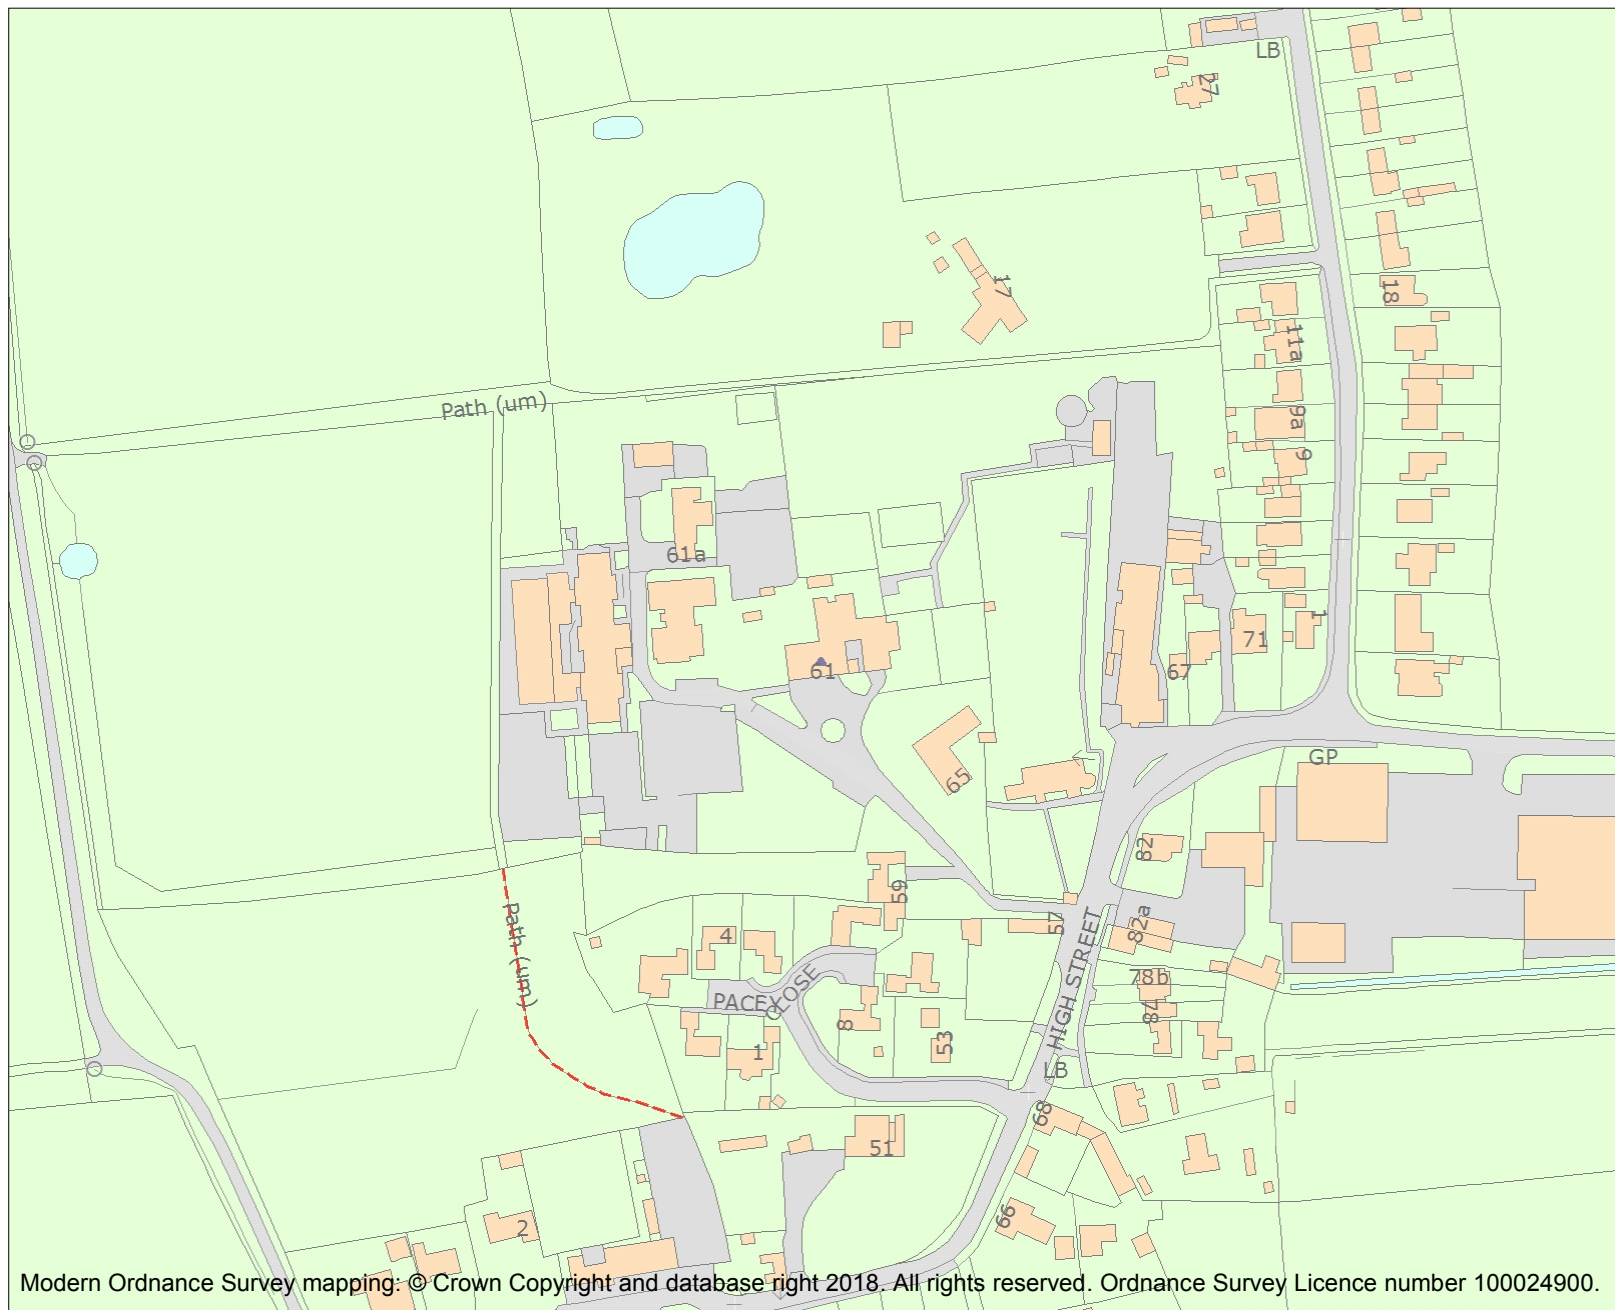 LB
27
17
18
11a
Path (um)
9a
9
61a
1
71
61
67
65
GP
82
59
57
82a
4
Path (um)
HIGH STREET
78b
PACEY CLOSE
78
8
53
1
LB
68
51
66
2
Modern Ordnance Survey mapping: © Crown Copyright and database right 2018. All rights reserved. Ordnance Survey Licence number 100024900.